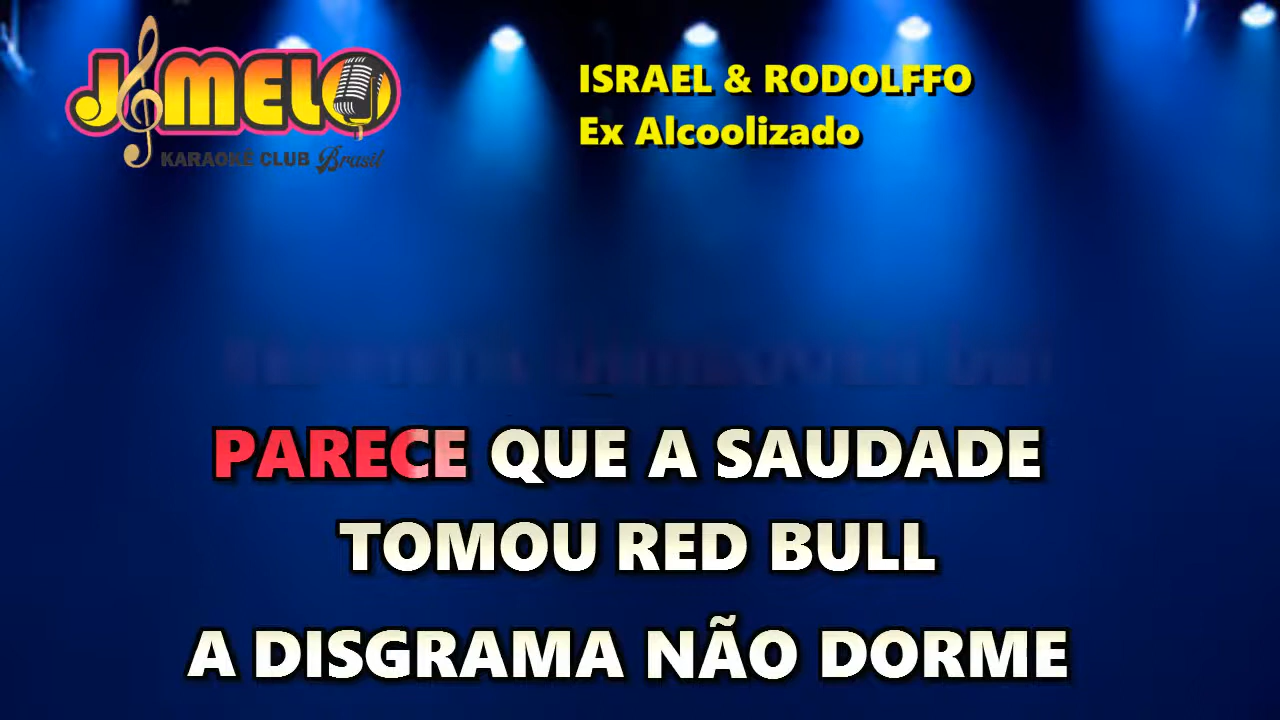 J MELO
KARAOKÊ CLUB Brasil
ISRAEL & RODOLFFO
Ex Alcoolizado
PARECE QUE A SAUDADE
TOMOU RED BULL
A DISGRAMA NÃO DORME